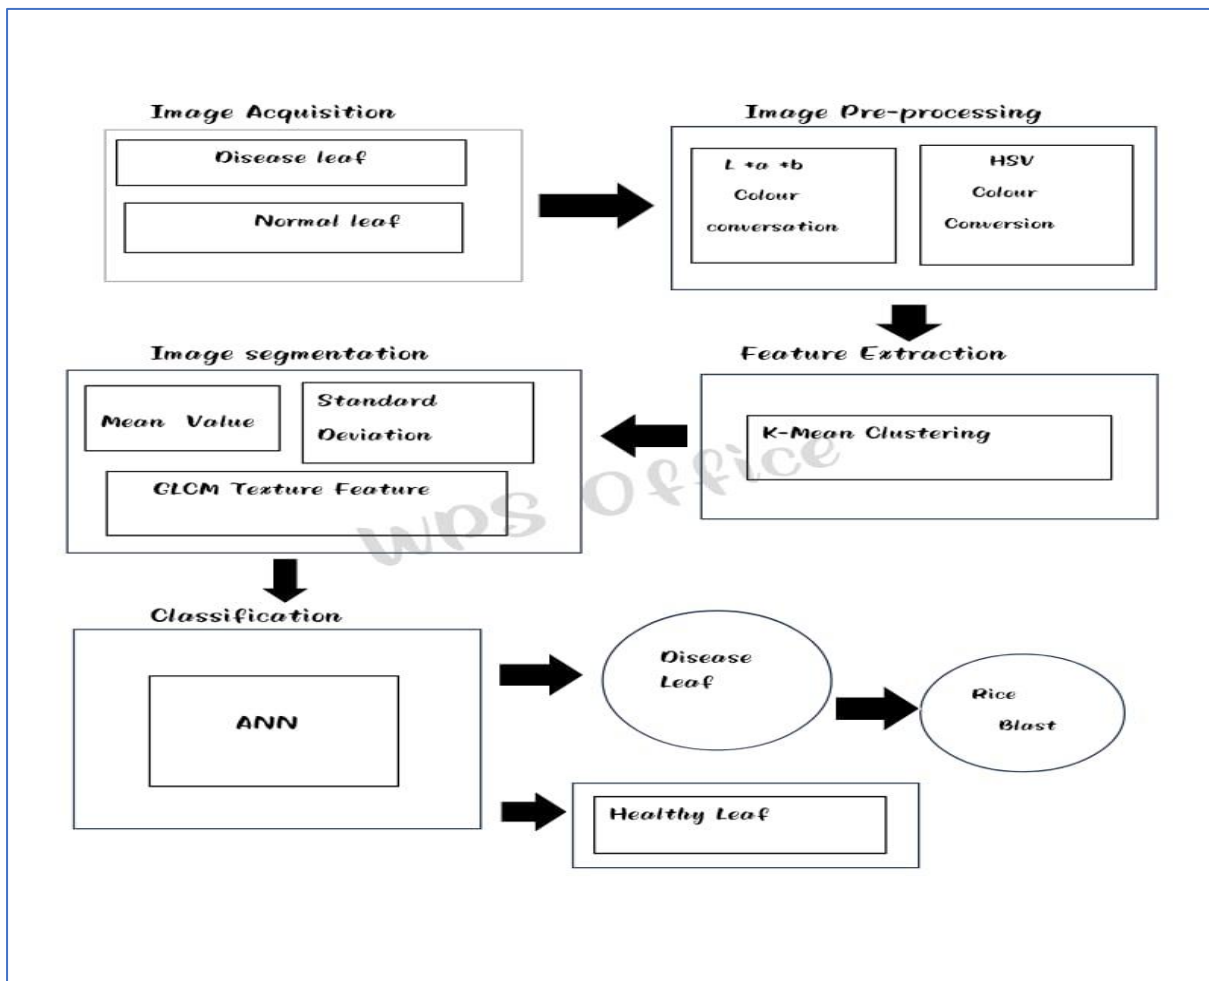 Image Acquisition
Disease leaf
Normal leaf
Image Pre-processing
L *a *b
Colour
conversation
HSV
Colour
Conversion
Feature Extraction
K-Mean Clustering
Image segmentation
Mean Value
Standard
Deviation
GLCM Texture Feature
WPS Office
Classification
ANN
Disease
Leaf
Rice
Blast
Healthy Leaf